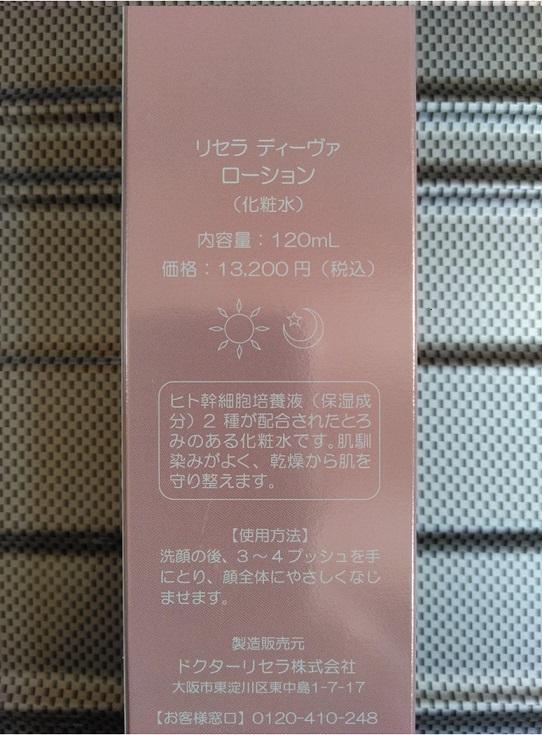 リセラ ディーヴァ
ローション
（化粧水）
内容量：120mL
価格：13,200円（税込）
ヒト幹細胞培養液（保湿成
分）2種が配合されたとろ
みのある化粧水です。肌馴
染みがよく、乾燥から肌を
守り整えます。
【使用方法】
洗顔の後、3～4プッシュを手
にとり、顔全体にやさしくなじ
ませます。
製造販売元
ドクターリセラ株式会社
大阪市東淀川区東中島1-7-17
【お客様窓口】0120-410-248